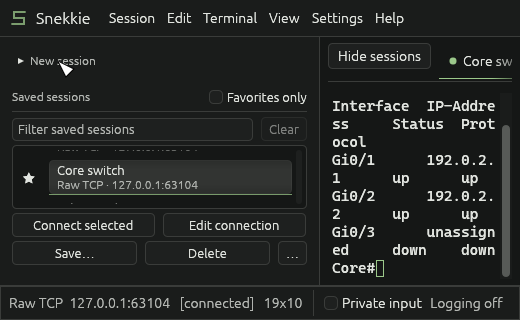 Snekkie Session Edit Terminal View Settings Help
New session
Saved sessions
Favorites only
Filter saved sessions
Clear
Core switch
Raw TCP · 127.0.0.1:63104
Connect selected
Edit connection
Save…
Delete
…
Hide sessions
Core sw
Interface IP-Addre
ss Status Prot
ocol
Gi0/1 192.0.2.
1 up up
Gi0/2 192.0.2.
2 up up
Gi0/3 unassign
ed down down
Core#
Raw TCP 127.0.0.1:63104 [connected] 19x10
Private input Logging off